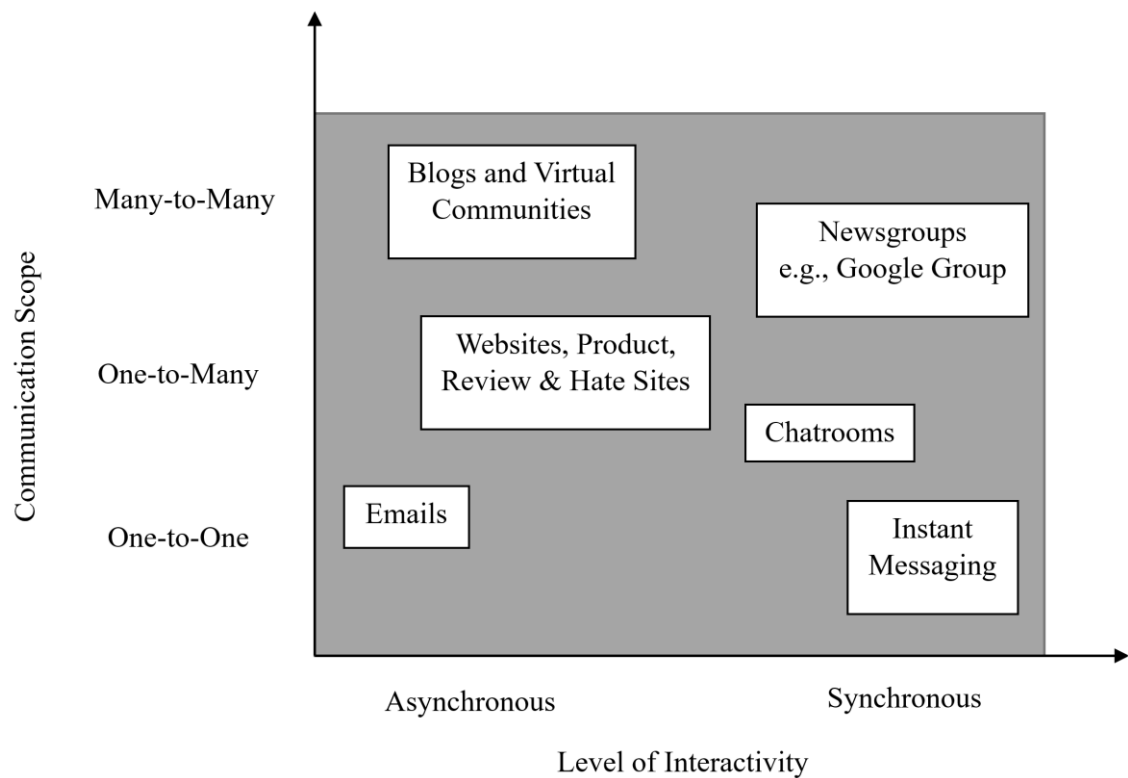 Many-to-Many
Blogs and Virtual
Communities
Newsgroups
e.g., Google Group
Communication Scope
One-to-Many
Websites, Product,
Review & Hate Sites
Chatrooms
One-to-One
Emails
Instant
Messaging
Asynchronous
Synchronous
Level of Interactivity